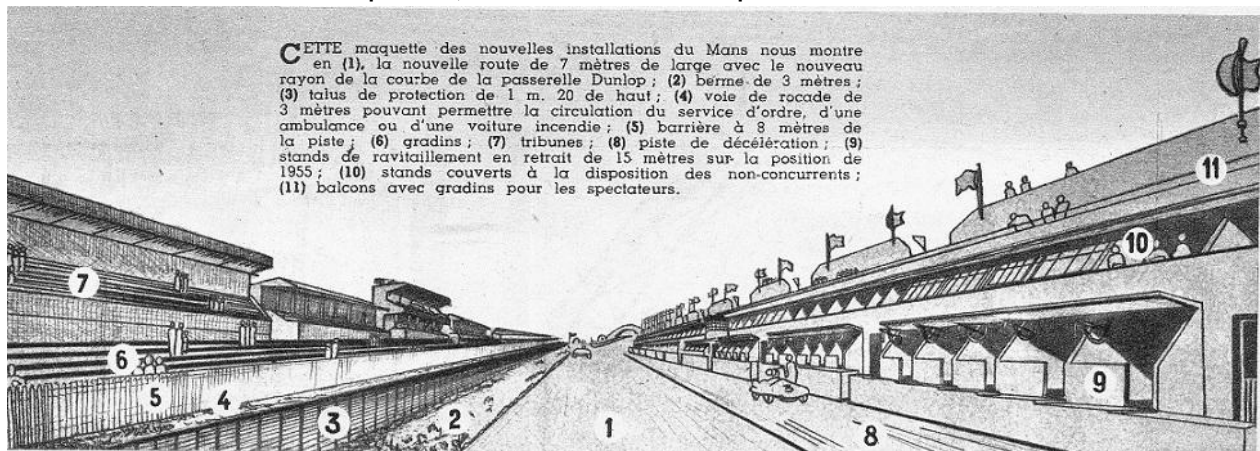 CETTE maquette des nouvelles installations du Mans nous montre
en (1), la nouvelle route de 7 mètres de large avec le nouveau
rayon de la courbe de la passerelle Dunlop ; (2) berme de 3 mètres ;
(3) talus de protection de 1 m. 20 de haut ; (4) voie de rocade de
3 mètres pouvant permettre la circulation du service d'ordre, d'une
ambulance ou d'une voiture incendie ; (5) barrière à 8 mètres de
la piste ; (6) gradins ; (7) tribunes ; (8) piste de décélération ; (9)
stands de ravitaillement en retrait de 15 mètres sur la position de
1955 ; (10) stands couverts à la disposition des non-concurrents ;
(11) balcons avec gradins pour les spectateurs.
11
10
7
6
5
4
3
2
1
8
9